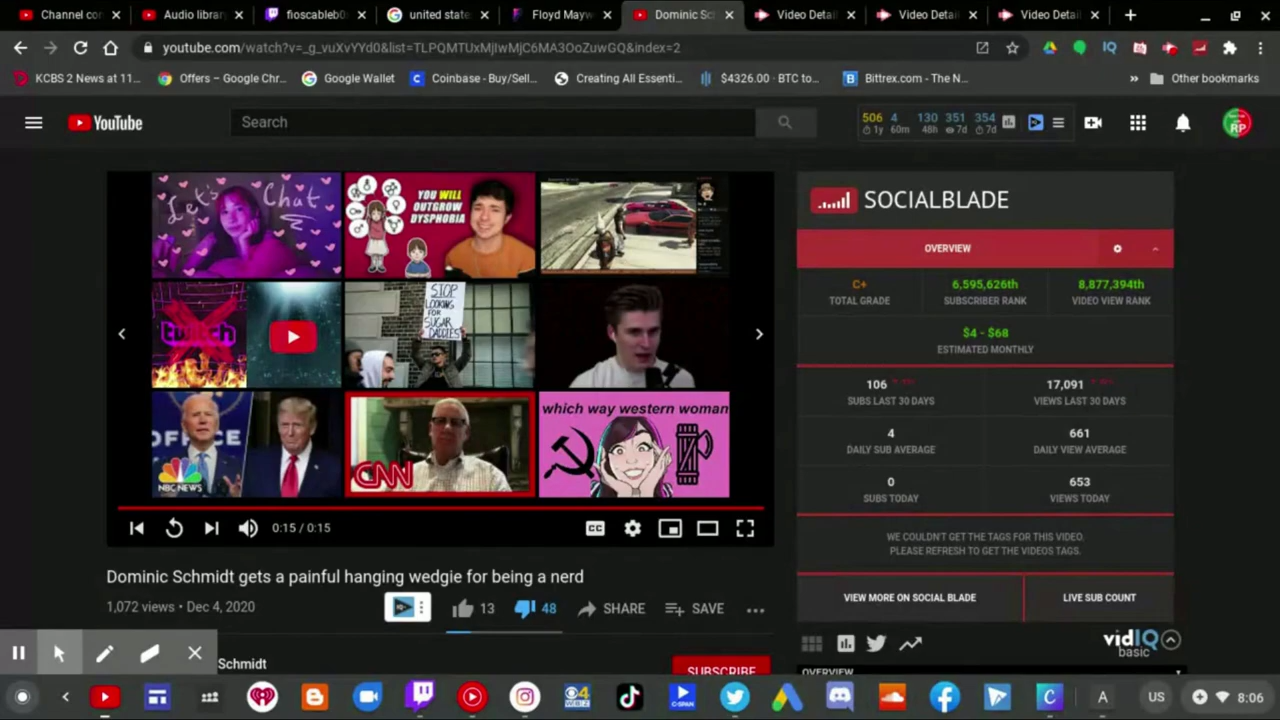 Channel con
Audio librar
fioscableb0
united state
Floyd Mayw
Dominic Sc
Video Detai
Video Detai
Video Detai
youtube.com/watch?v=_g_vuXvYYd0&list=TLPQMTUxMjIwMjC6MA3OoZuwGQ&index=2
KCBS 2 News at 11...
Offers – Google Chr...
Google Wallet
Coinbase - Buy/Sell...
Creating All Essenti...
$4326.00 · BTC to...
Bittrex.com - The N...
Other bookmarks
YouTube
Search
506 4 130 351 354
1y 60m 48h 7d 7d
RP
Let's Chat
YOU WILL
OUTGROW
DYSPHORIA
twitch
STOP
LOOKING
FOR
SUGAR
DADDIES
OFFICE
NBC NEWS
CNN
which way western woman
0:15 / 0:15
CC
Dominic Schmidt gets a painful hanging wedgie for being a nerd
1,072 views • Dec 4, 2020
13
48
SHARE
SAVE
Schmidt
SUBSCRIBE
SOCIALBLADE
OVERVIEW
C+
TOTAL GRADE
6,595,626th
SUBSCRIBER RANK
8,877,394th
VIDEO VIEW RANK
$4 - $68
ESTIMATED MONTHLY
106
SUBS LAST 30 DAYS
17,091
VIEWS LAST 30 DAYS
4
DAILY SUB AVERAGE
661
DAILY VIEW AVERAGE
0
SUBS TODAY
653
VIEWS TODAY
WE COULDN'T GET THE TAGS FOR THIS VIDEO.
PLEASE REFRESH TO GET THE VIDEOS TAGS.
VIEW MORE ON SOCIAL BLADE
LIVE SUB COUNT
vidIQ
basic
OVERVIEW
C-SPAN
A
US
8:06